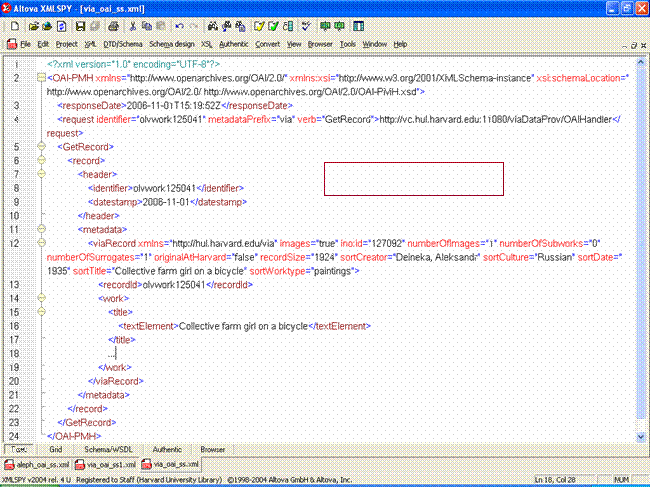 Altova XMLSPY - [via_oai_ss.xml]
File Edit Project XML DTD/Schema Schema design XSL Authentic Convert View Browser Tools Window Help
1 <?xml version="1.0" encoding="UTF-8"?>
2 <OAI-PMH xmlns="http://www.openarchives.org/OAI/2.0/" xmlns:xsi="http://www.w3.org/2001/XMLSchema-instance" xsi:schemaLocation="
http://www.openarchives.org/OAI/2.0/ http://www.openarchives.org/OAI/2.0/OAI-PMH.xsd">
3 <responseDate>2006-11-01T15:19:52Z</responseDate>
4 <request identifier="olvwork125041" metadataPrefix="via" verb="GetRecord">http://vc.hul.harvard.edu:11080/viaDataProv/OAIHandler</
request>
5 <GetRecord>
6 <record>
7 <header>
8 <identifier>olvwork125041</identifier>
9 <datestamp>2006-11-01</datestamp>
10 </header>
11 <metadata>
12 <viaRecord xmlns="http://hul.harvard.edu/via" images="true" ino:id="127092" numberOfImages="1" numberOfSubworks="0"
numberOfSurrogates="1" originalAtHarvard="false" recordSize="1924" sortCreator="Deineka, Aleksandr" sortCulture="Russian" sortDate="
1935" sortTitle="Collective farm girl on a bicycle" sortWorktype="paintings">
13 <recordId>olvwork125041</recordId>
14 <work>
15 <title>
16 <textElement>Collective farm girl on a bicycle</textElement>
17 </title>
18 ...
19 </work>
20 </viaRecord>
21 </metadata>
22 </record>
23 </GetRecord>
24 </OAI-PMH>
Text Grid Schema/WSDL Authentic Browser
aleph_oai_ss.xml via_oai_ss1.xml via_oai_ss.xml
XMLSPY v2004 rel. 4 U Registered to Staff (Harvard University Library) ©1998-2004 Altova GmbH & Altova, Inc. Ln 18, Col 28 NUM